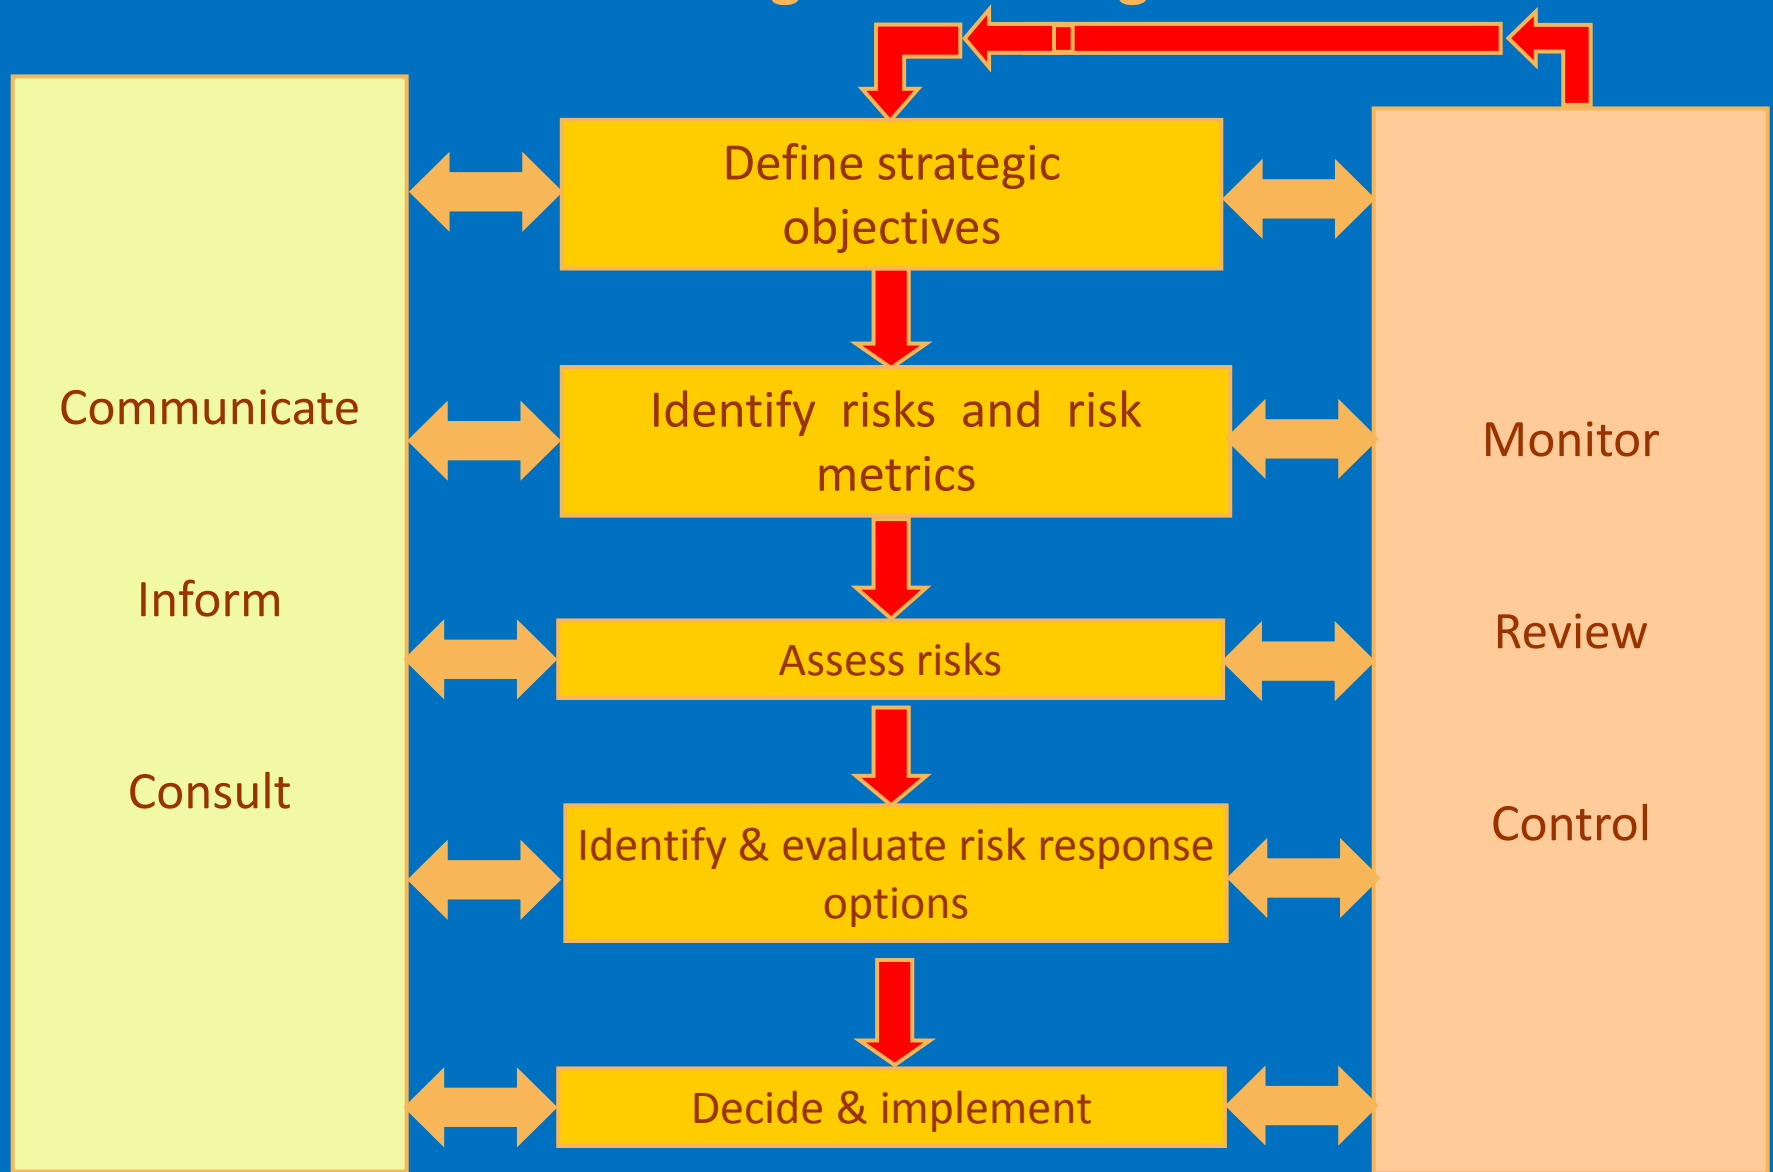 Communicate
Inform
Consult
Define strategic
objectives
Identify risks and risk
metrics
Assess risks
Identify & evaluate risk response
options
Decide & implement
Monitor
Review
Control